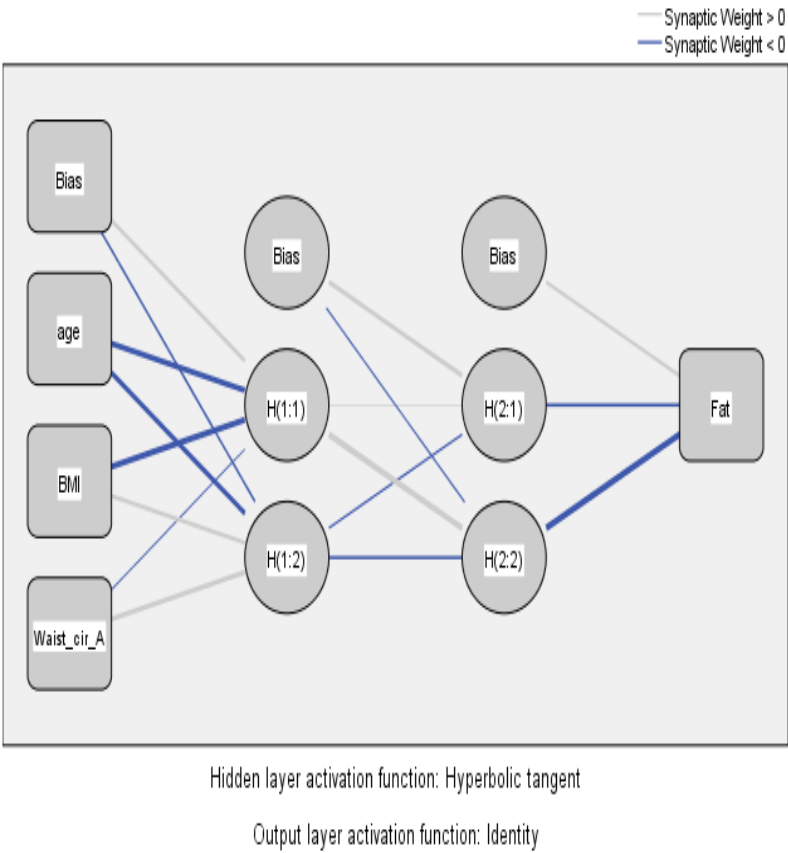 Synaptic Weight > 0
Synaptic Weight < 0
Bias
age
BMI
Waist_cir_A
Bias
H(1:1)
H(1:2)
Bias
H(2:1)
H(2:2)
Fat
Hidden layer activation function: Hyperbolic tangent
Output layer activation function: Identity